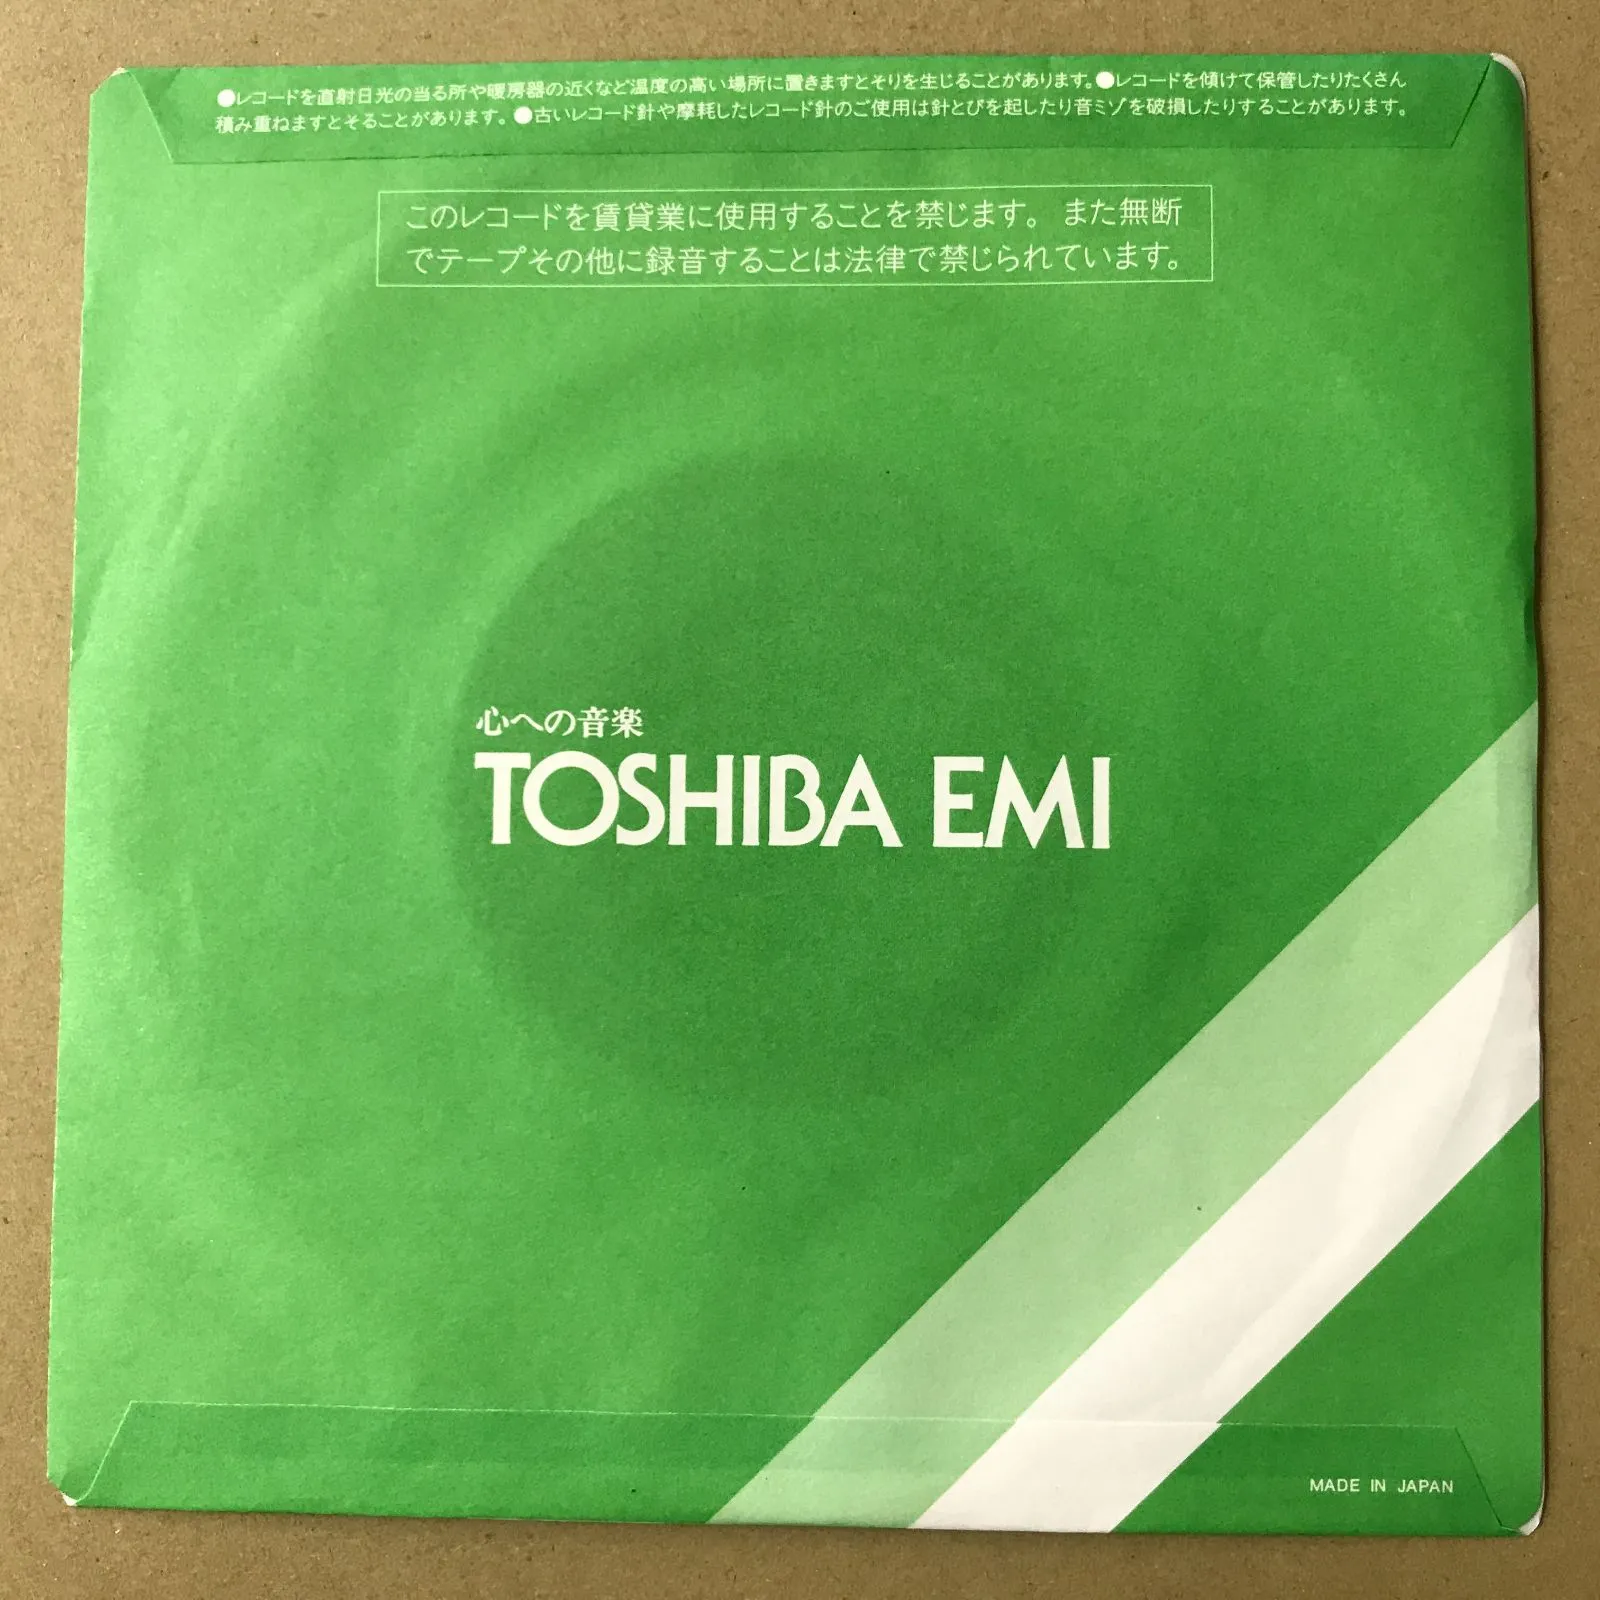 ●レコードを直射日光の当る所や暖房器の近くなど温度の高い場所に置きますとそりを生じることがあります。●レコードを傾けて保管したりたくさん
積み重ねますとそることがあります。●古いレコード針や摩耗したレコード針のご使用は針とびを起したり音ミゾを破損したりすることがあります。
このレコードを賃貸業に使用することを禁じます。また無断
でテープその他に録音することは法律で禁じられています。
心への音楽
TOSHIBA EMI
MADE IN JAPAN